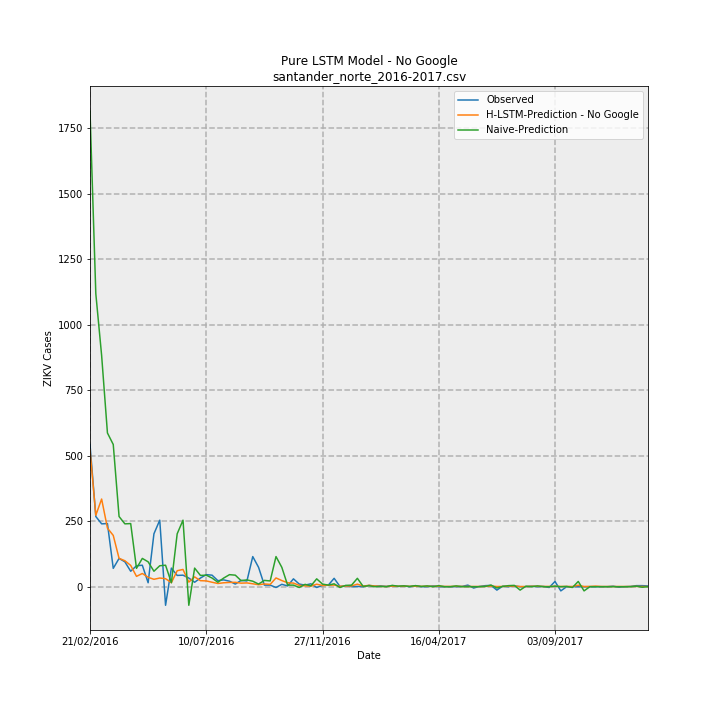 Pure LSTM Model - No Google
santander_norte_2016-2017.csv
Observed
H-LSTM-Prediction - No Google
Naive-Prediction
1750
1500
1250
1000
750
500
250
0
ZIKV Cases
21/02/2016
10/07/2016
27/11/2016
16/04/2017
03/09/2017
Date